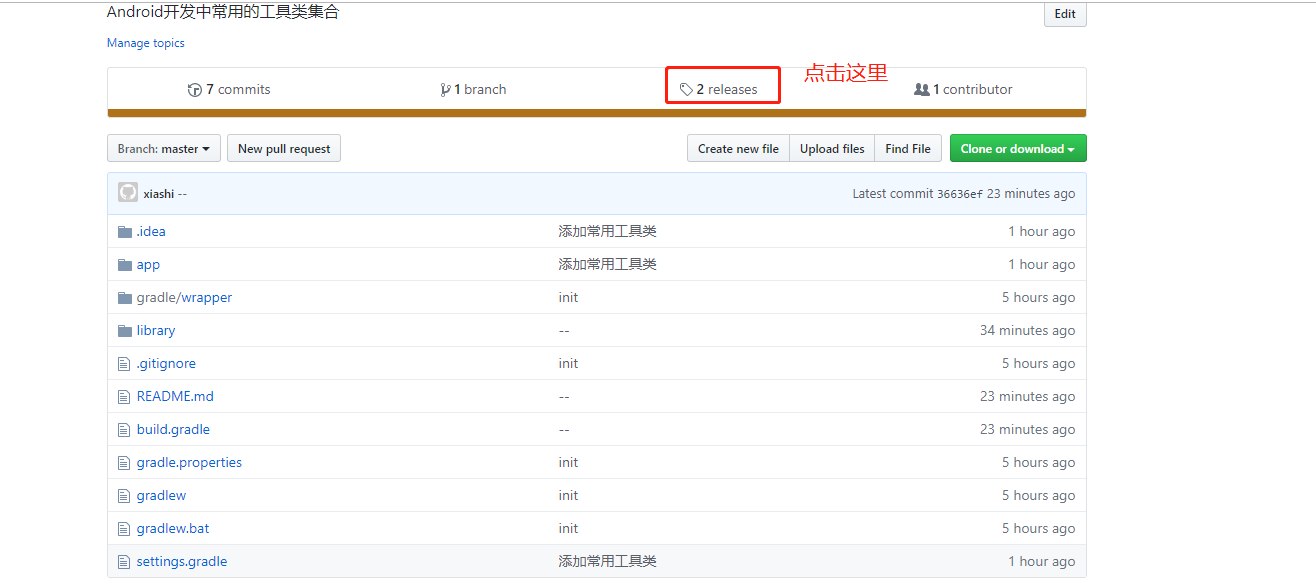 Android开发中常用的工具类集合
Edit
Manage topics
7 commits
1 branch
2 releases
点击这里
1 contributor
Branch: master
New pull request
Create new file
Upload files
Find File
Clone or download
xiashi --
Latest commit 36636ef 23 minutes ago
.idea 添加常用工具类 1 hour ago
app 添加常用工具类 1 hour ago
gradle/wrapper init 5 hours ago
library -- 34 minutes ago
.gitignore init 5 hours ago
README.md -- 23 minutes ago
build.gradle -- 23 minutes ago
gradle.properties init 5 hours ago
gradlew init 5 hours ago
gradlew.bat init 5 hours ago
settings.gradle 添加常用工具类 1 hour ago